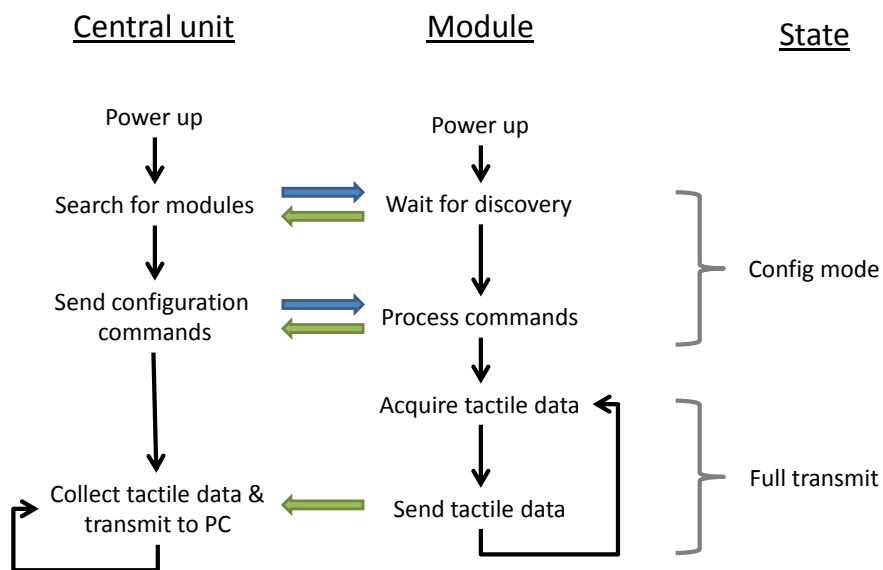 Central unit
Module
State
Power up
Power up
Search for modules
Wait for discovery
Config mode
Send configuration
commands
Process commands
Acquire tactile data
Full transmit
Collect tactile data &
transmit to PC
Send tactile data